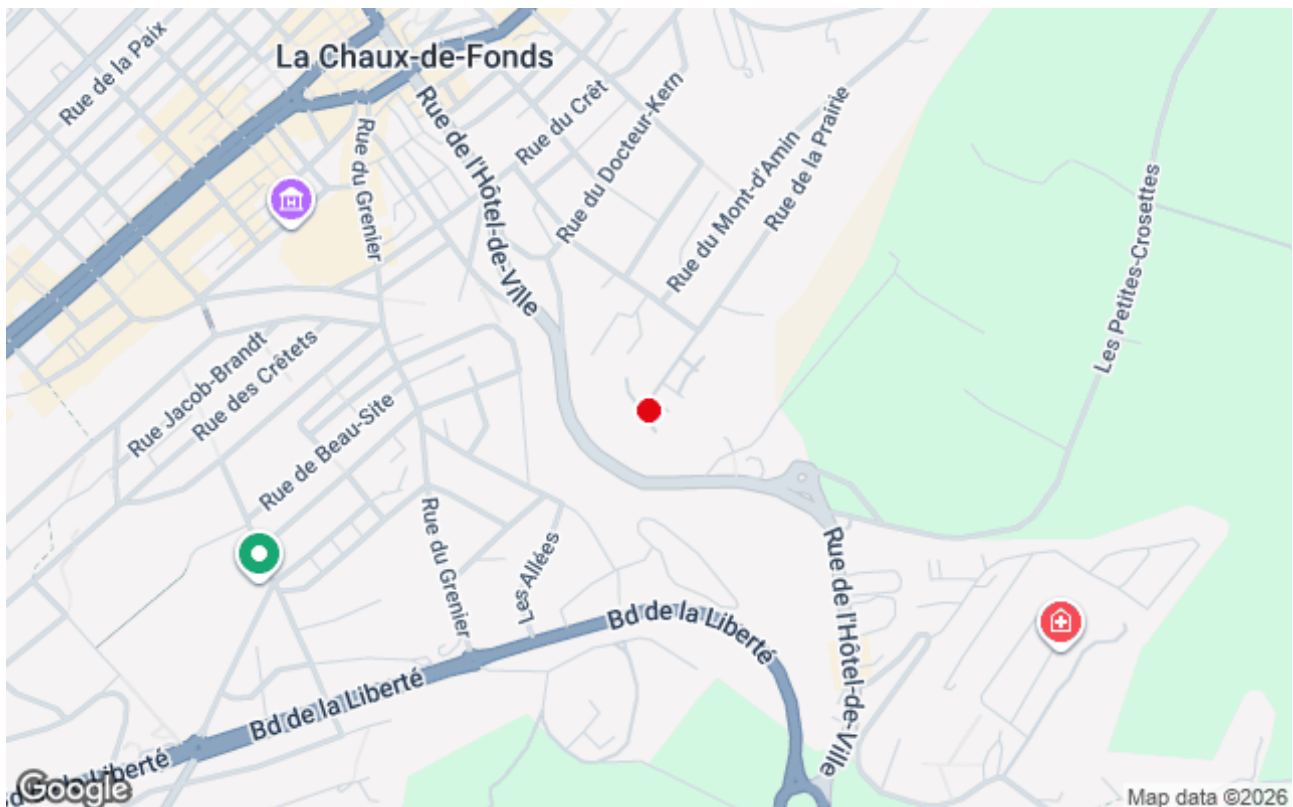 La Chaux-de-Fonds
Rue de la Paix
Rue du Grenier
Rue de l'Hôtel-de-Ville
Rue du Crêt
Rue du Docteur-Kern
Rue du Mont-d'Amin
Rue de la Prairie
Les Petites-Crosettes
Rue Jacob-Brandt
Rue des Crêtets
Rue de Beau-Site
Rue du Grenier
Les Allées
Rue de l'Hôtel-de-Ville
Bd de la Liberté
Bd de la Liberté
Bd de la Liberté
Google
Map data ©2026